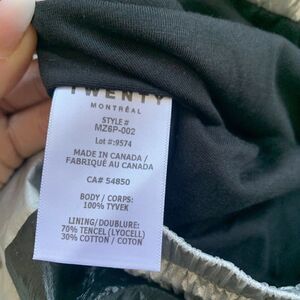 TWENTY
MONTRÉAL
STYLE #
MZ6P-002
Lot #:9574
MADE IN CANADA /
FABRIQUÉ AU CANADA
CA# 54850
BODY / CORPS:
100% TYVEK
LINING/DOUBLURE:
70% TENCEL (LYOCELL)
30% COTTON / COTON